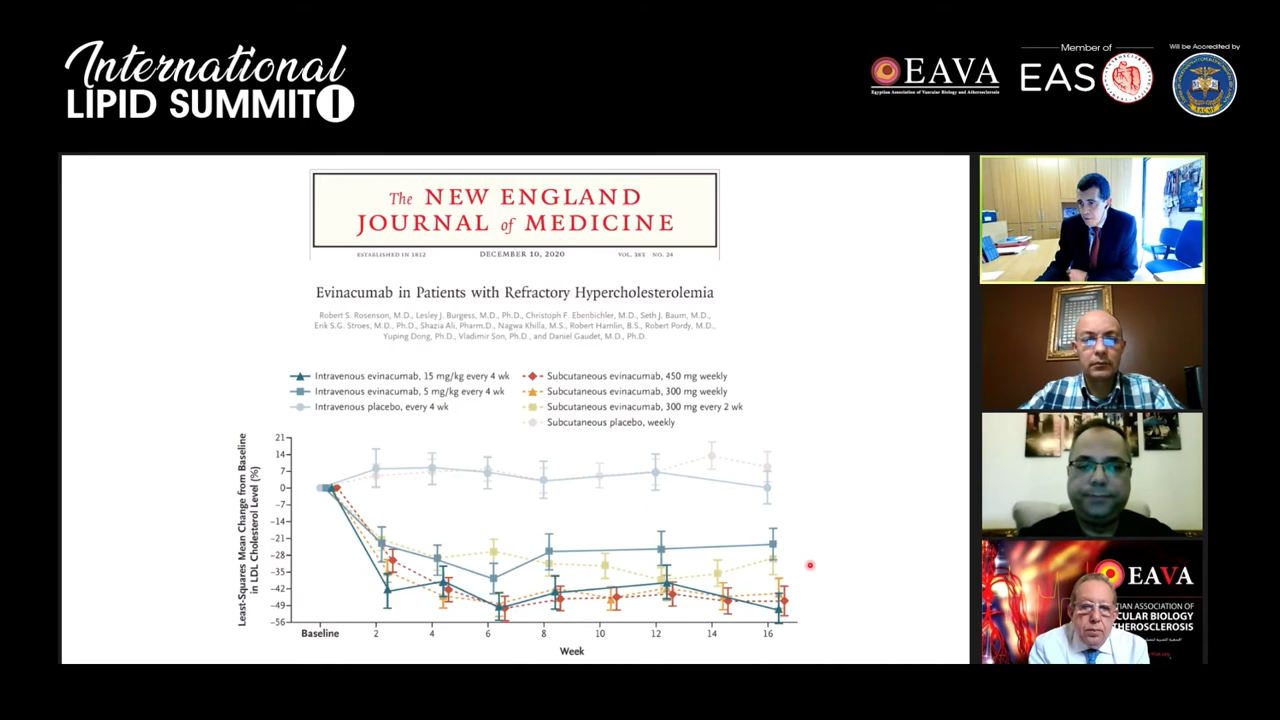 International
LIPID SUMMIT 1
EAVA
Egyptian Association of Vascular Biology and Atherosclerosis
Member of
EAS
Will be Accredited by
The NEW ENGLAND
JOURNAL of MEDICINE
ESTABLISHED IN 1812 DECEMBER 10, 2020 VOL. 383 NO. 24
Evinacumab in Patients with Refractory Hypercholesterolemia
Robert S. Rosenson, M.D., Lesley J. Burgess, M.D., Ph.D., Christoph F. Ebenbichler, M.D., Seth J. Baum, M.D.,
Erik S.G. Stroes, M.D., Ph.D., Shazia Ali, Pharm.D., Nagwa Khilla, M.S., Robert Hamlin, B.S., Robert Pordy, M.D.,
Yuping Dong, Ph.D., Vladimir Son, Ph.D., and Daniel Gaudet, M.D., Ph.D.
Intravenous evinacumab, 15 mg/kg every 4 wk
Intravenous evinacumab, 5 mg/kg every 4 wk
Intravenous placebo, every 4 wk
Subcutaneous evinacumab, 450 mg weekly
Subcutaneous evinacumab, 300 mg weekly
Subcutaneous evinacumab, 300 mg every 2 wk
Subcutaneous placebo, weekly
Least-Squares Mean Change from Baseline
in LDL Cholesterol Level (%)
21
14
7
0
−7
−14
−21
−28
−35
−42
−49
−56
Baseline 2 4 6 8 10 12 14 16
Week
EAVA
TIAN ASSOCIATION OF
CULAR BIOLOGY
THEROSCLEROSIS